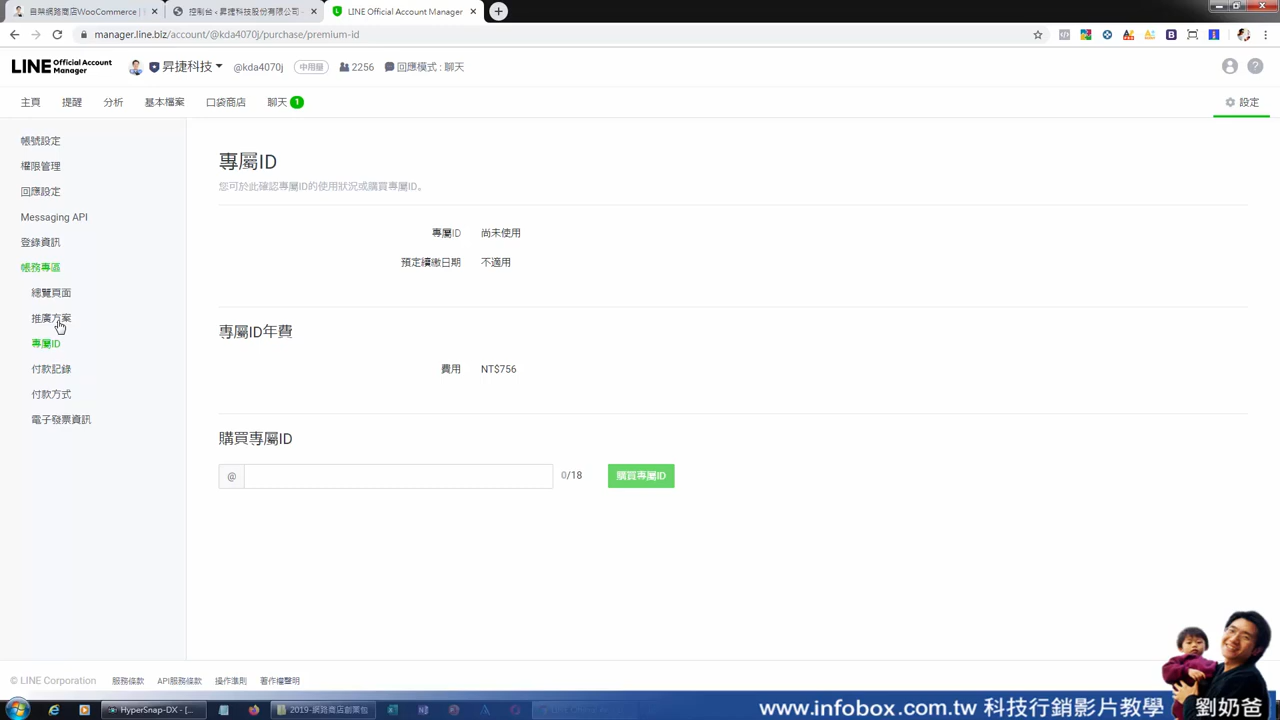 自架網路商店WooCommerce |
控制台 < 昇捷科技股份有限公司 -
LINE Official Account Manager
manager.line.biz/account/@kda4070j/purchase/premium-id
LINE Official Account Manager
昇捷科技
@kda4070j
中用量
2256
回應模式 : 聊天
主頁
提醒
分析
基本檔案
口袋商店
聊天 1
設定
帳號設定
權限管理
回應設定
Messaging API
登錄資訊
帳務專區
總覽頁面
推廣方案
專屬ID
付款記錄
付款方式
電子發票資訊
專屬ID
您可於此確認專屬ID的使用狀況或購買專屬ID。
專屬ID 尚未使用
預定續繳日期 不適用
專屬ID年費
費用 NT$756
購買專屬ID
@
0/18
購買專屬ID
© LINE Corporation 服務條款 API服務條款 操作準則 著作權聲明
HyperSnap-DX - [...
2019-網路商店創業包
www.infobox.com.tw 科技行銷影片教學
劉奶爸